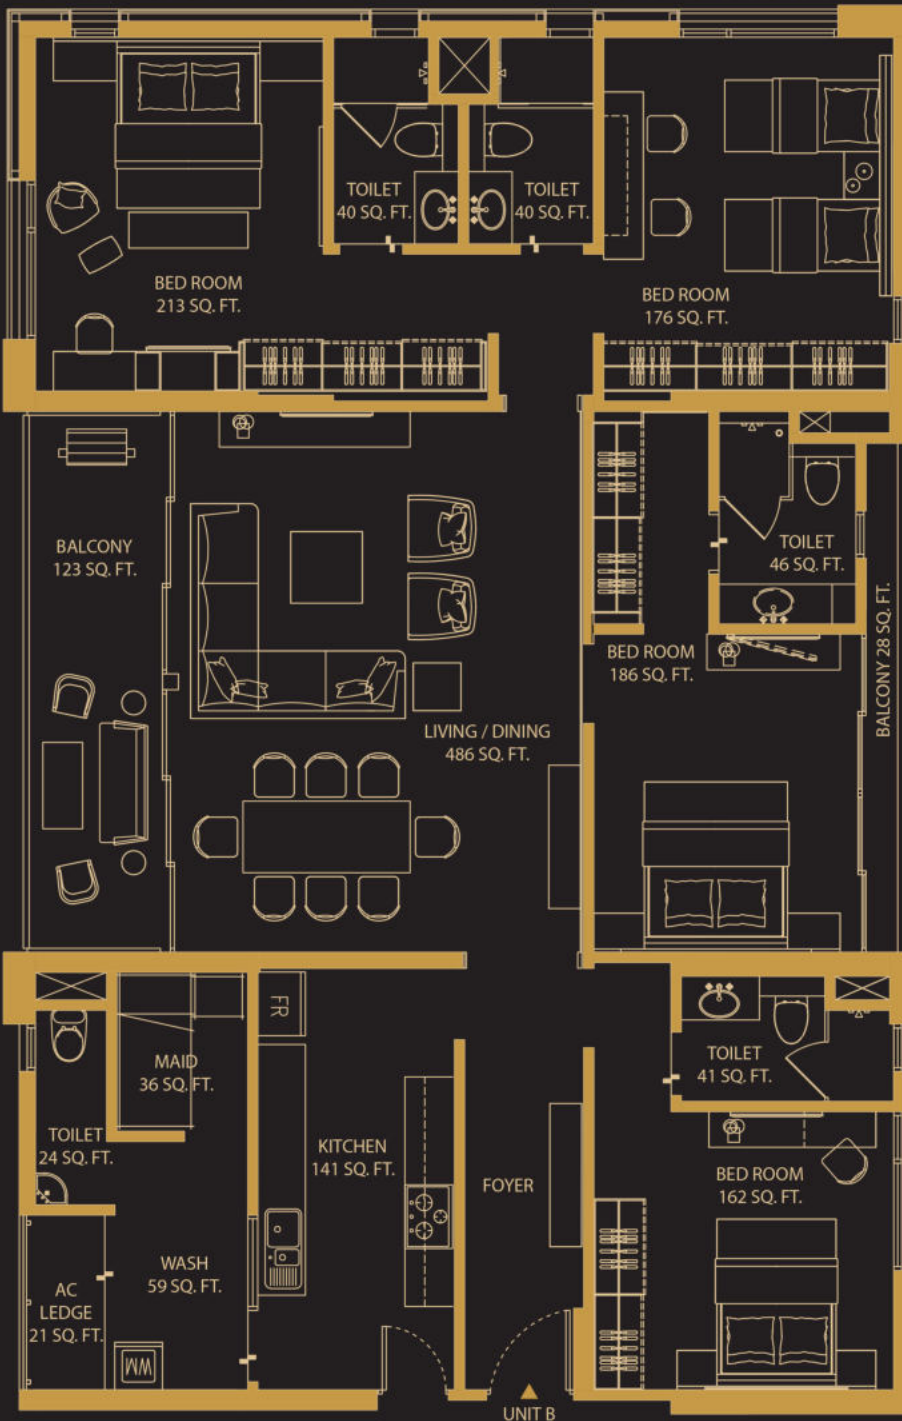 TOILET
40 SQ. FT.
TOILET
40 SQ. FT.
BED ROOM
213 SQ. FT.
BED ROOM
176 SQ. FT.
BALCONY
123 SQ. FT.
TOILET
46 SQ. FT.
BALCONY 28 SQ. FT.
BED ROOM
186 SQ. FT.
LIVING / DINING
486 SQ. FT.
FR
MAID
36 SQ. FT.
TOILET
41 SQ. FT.
TOILET
24 SQ. FT.
KITCHEN
141 SQ. FT.
FOYER
BED ROOM
162 SQ. FT.
WASH
59 SQ. FT.
AC
LEDGE
21 SQ. FT.
WM
UNIT B